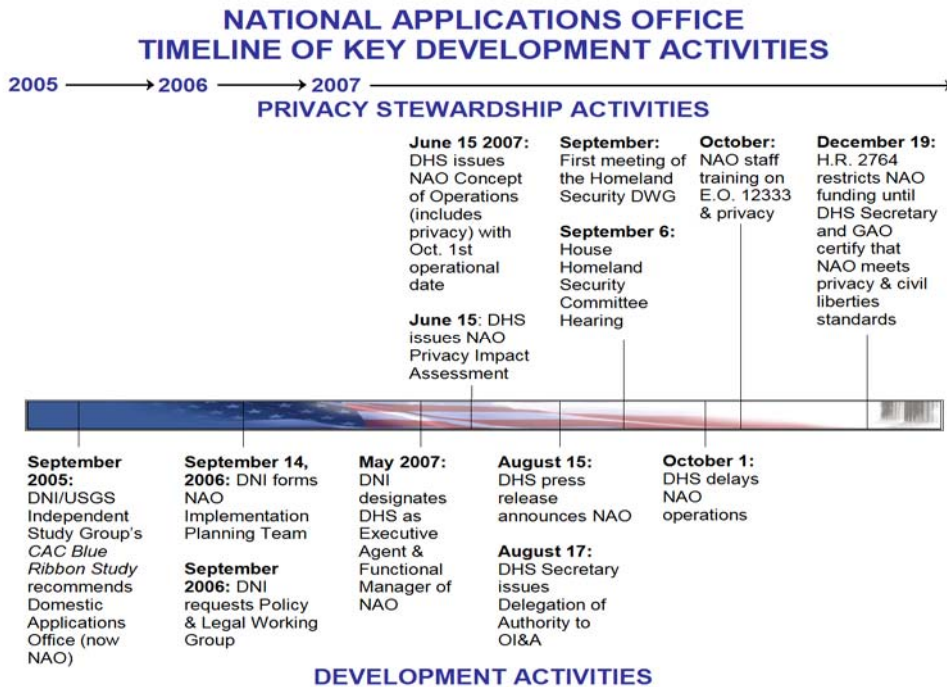 NATIONAL APPLICATIONS OFFICE
TIMELINE OF KEY DEVELOPMENT ACTIVITIES
2005 2006 2007
PRIVACY STEWARDSHIP ACTIVITIES
June 15 2007:
DHS issues
NAO Concept
of Operations
(includes
privacy) with
Oct. 1st
operational
date
June 15: DHS
issues NAO
Privacy Impact
Assessment
September:
First meeting of
the Homeland
Security DWG
September 6:
House
Homeland
Security
Committee
Hearing
October:
NAO staff
training on
E.O. 12333
& privacy
December 19:
H.R. 2764
restricts NAO
funding until
DHS Secretary
and GAO
certify that
NAO meets
privacy & civil
liberties
standards
September
2005:
DNI/USGS
Independent
Study Group's
CAC Blue
Ribbon Study
recommends
Domestic
Applications
Office (now
NAO)
September 14,
2006: DNI forms
NAO
Implementation
Planning Team
September
2006: DNI
requests Policy
& Legal Working
Group
May 2007:
DNI
designates
DHS as
Executive
Agent &
Functional
Manager of
NAO
August 15:
DHS press
release
announces NAO
August 17:
DHS Secretary
issues
Delegation of
Authority to
OI&A
October 1:
DHS delays
NAO
operations
DEVELOPMENT ACTIVITIES